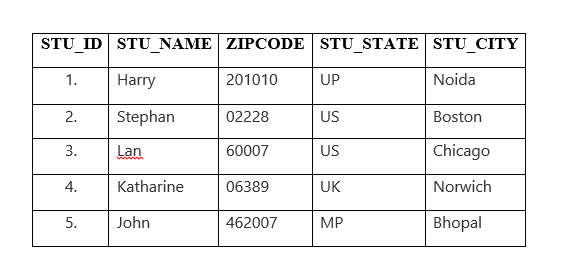 STU_ID STU_NAME ZIPCODE STU_STATE STU_CITY
1. Harry 201010 UP Noida
2. Stephan 02228 US Boston
3. Lan 60007 US Chicago
4. Katharine 06389 UK Norwich
5. John 462007 MP Bhopal